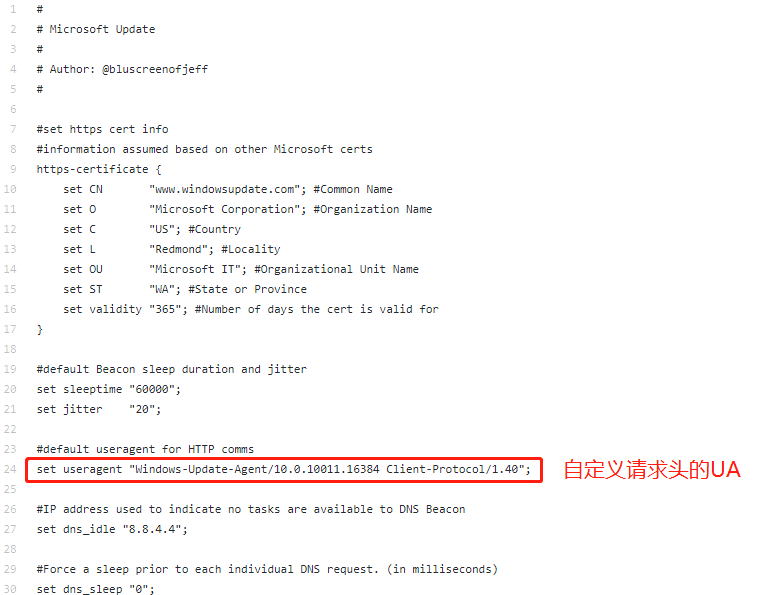 1 #
2 # Microsoft Update
3 #
4 # Author: @bluscreenofjeff
5 #
6
7 #set https cert info
8 #information assumed based on other Microsoft certs
9 https-certificate {
10     set CN       "www.windowsupdate.com"; #Common Name
11     set O        "Microsoft Corporation"; #Organization Name
12     set C        "US"; #Country
13     set L        "Redmond"; #Locality
14     set OU       "Microsoft IT"; #Organizational Unit Name
15     set ST       "WA"; #State or Province
16     set validity "365"; #Number of days the cert is valid for
17 }
18
19 #default Beacon sleep duration and jitter
20 set sleeptime "60000";
21 set jitter    "20";
22
23 #default useragent for HTTP comms
24 set useragent "Windows-Update-Agent/10.0.10011.16384 Client-Protocol/1.40"; 自定义请求头的UA
25
26 #IP address used to indicate no tasks are available to DNS Beacon
27 set dns_idle "8.8.4.4";
28
29 #Force a sleep prior to each individual DNS request. (in milliseconds)
30 set dns_sleep "0";